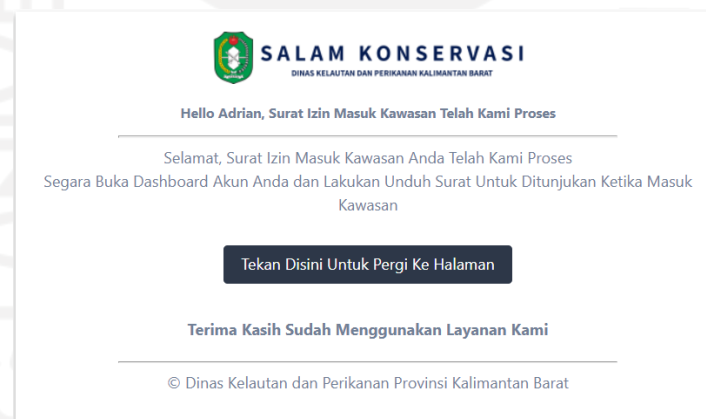 SALAM KONSERVASI
DINAS KELAUTAN DAN PERIKANAN KALIMANTAN BARAT
Hello Adrian, Surat Izin Masuk Kawasan Telah Kami Proses
Selamat, Surat Izin Masuk Kawasan Anda Telah Kami Proses
Segara Buka Dashboard Akun Anda dan Lakukan Unduh Surat Untuk Ditunjukan Ketika Masuk
Kawasan
Tekan Disini Untuk Pergi Ke Halaman
Terima Kasih Sudah Menggunakan Layanan Kami
© Dinas Kelautan dan Perikanan Provinsi Kalimantan Barat